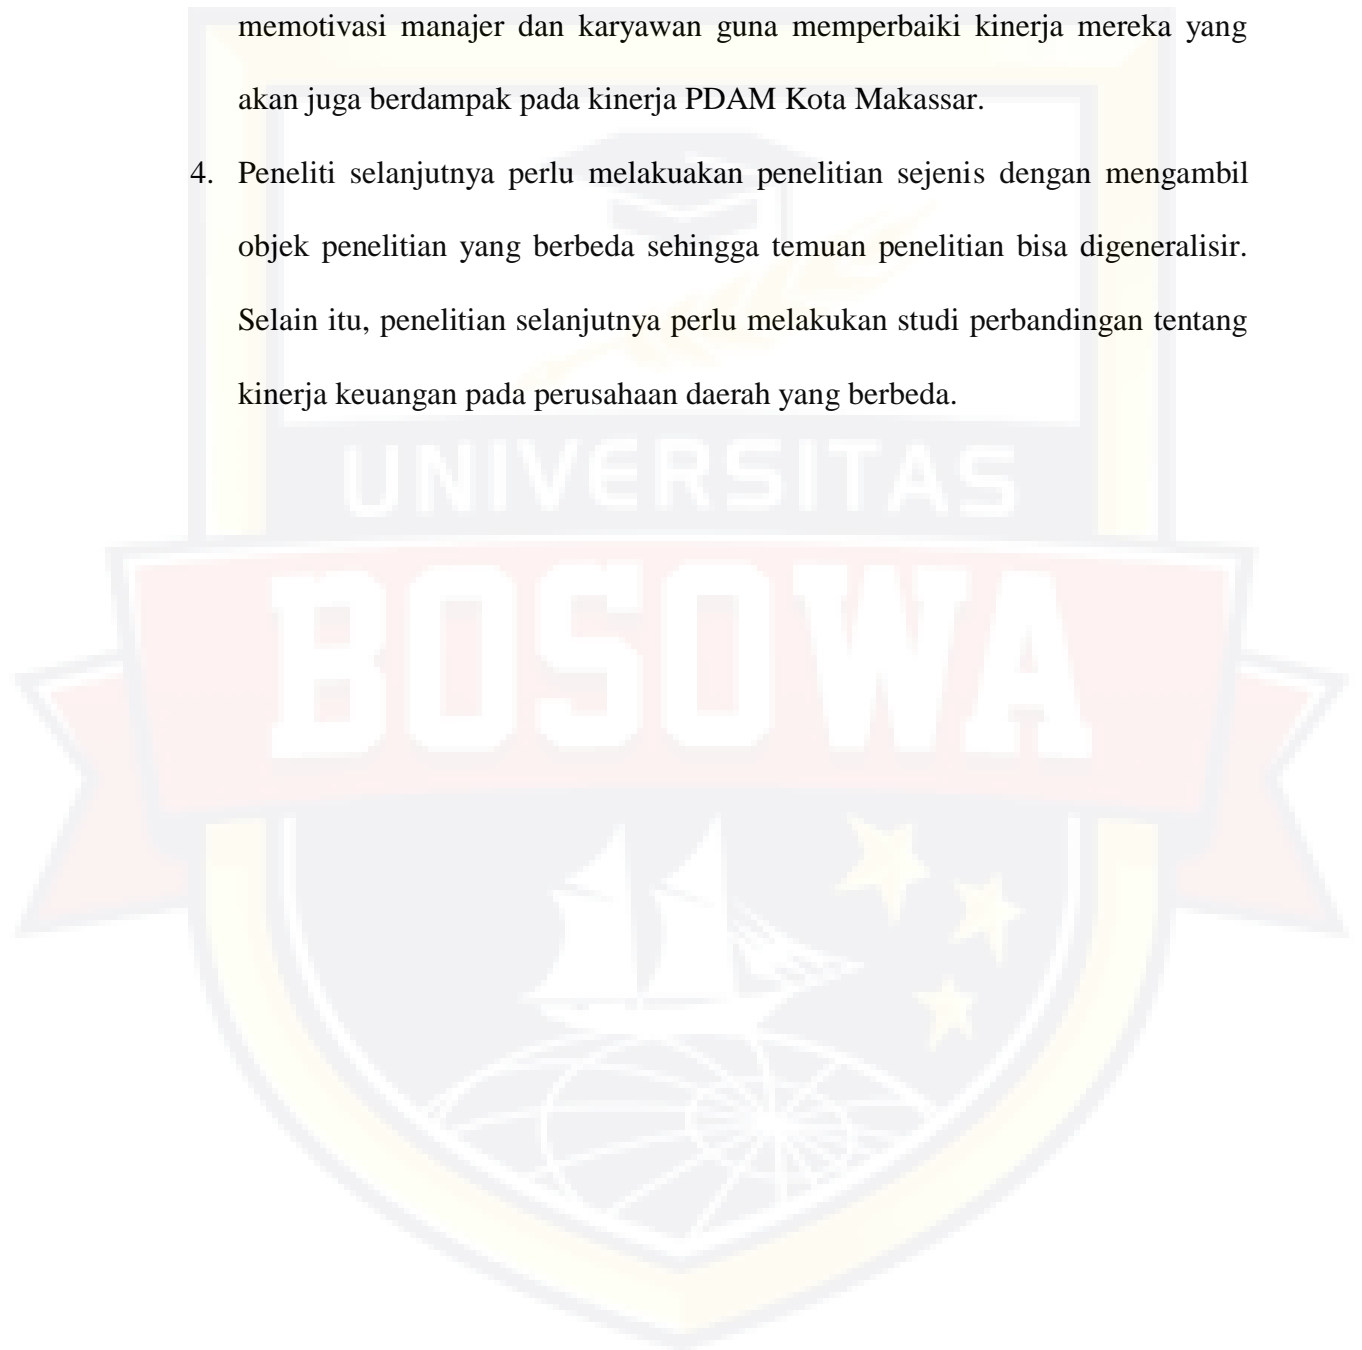 memotivasi manajer dan karyawan guna memperbaiki kinerja mereka yang
akan juga berdampak pada kinerja PDAM Kota Makassar.
4. Peneliti selanjutnya perlu melakuakan penelitian sejenis dengan mengambil
objek penelitian yang berbeda sehingga temuan penelitian bisa digeneralisir.
Selain itu, penelitian selanjutnya perlu melakukan studi perbandingan tentang
kinerja keuangan pada perusahaan daerah yang berbeda.
UNIVERSITAS
BOSOWA